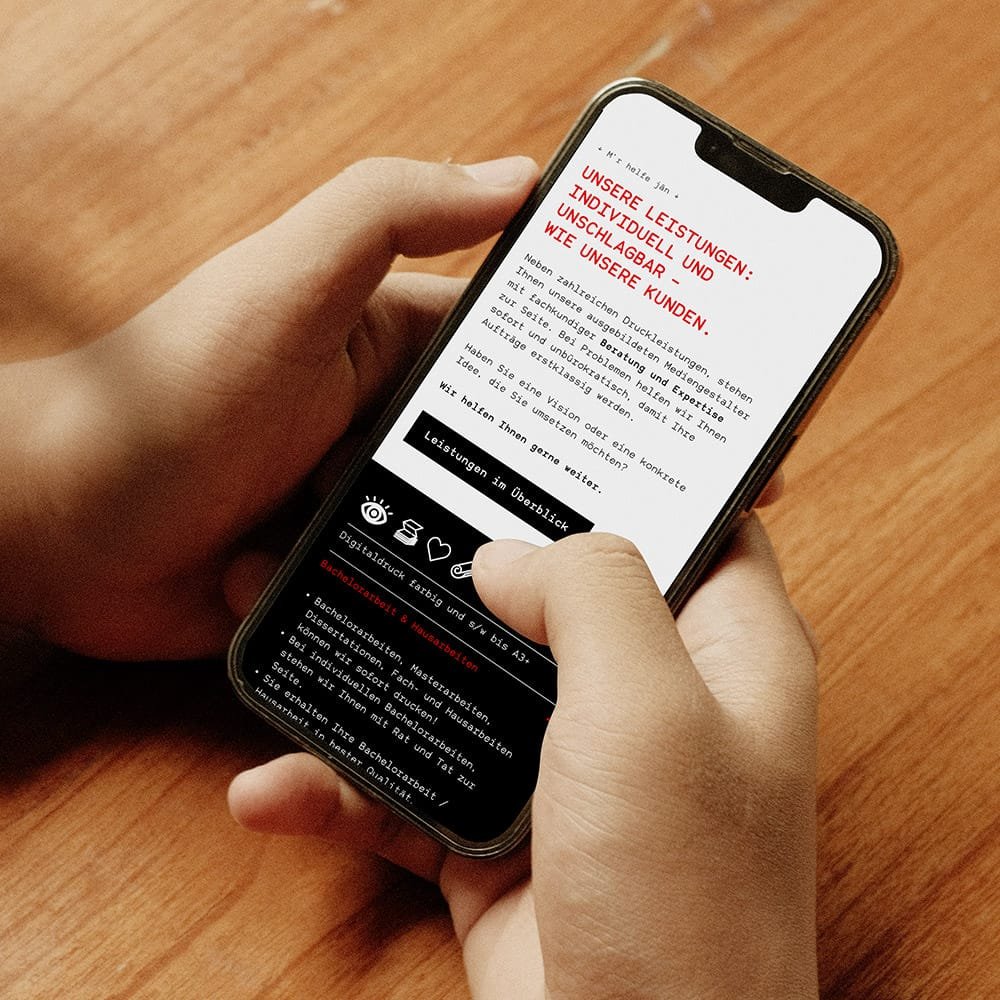 + M'r helfe jän +
UNSERE LEISTUNGEN:
INDIVIDUELL UND
UNSCHLAGBAR –
WIE UNSERE KUNDEN.
Neben zahlreichen Druckleistungen, stehen
Ihnen unsere ausgebildeten Mediengestalter
mit fachkundiger Beratung und Expertise
zur Seite. Bei Problemen helfen wir Ihnen
sofort und unbürokratisch, damit Ihre
Aufträge erstklassig werden.
Haben Sie eine Vision oder eine konkrete
Idee, die Sie umsetzen möchten?
Wir helfen Ihnen gerne weiter.
Leistungen im Überblick
Digitaldruck farbig und s/w bis A3+
Bachelorarbeit & Hausarbeiten
• Bachelorarbeiten, Masterarbeiten,
Dissertationen, Fach- und Hausarbeiten
können wir sofort drucken!
• Bei individuellen Bachelorarbeiten,
stehen wir Ihnen mit Rat und Tat zur
Seite.
• Sie erhalten Ihre Bachelorarbeit /
Hausarbeit in bester Qualität.